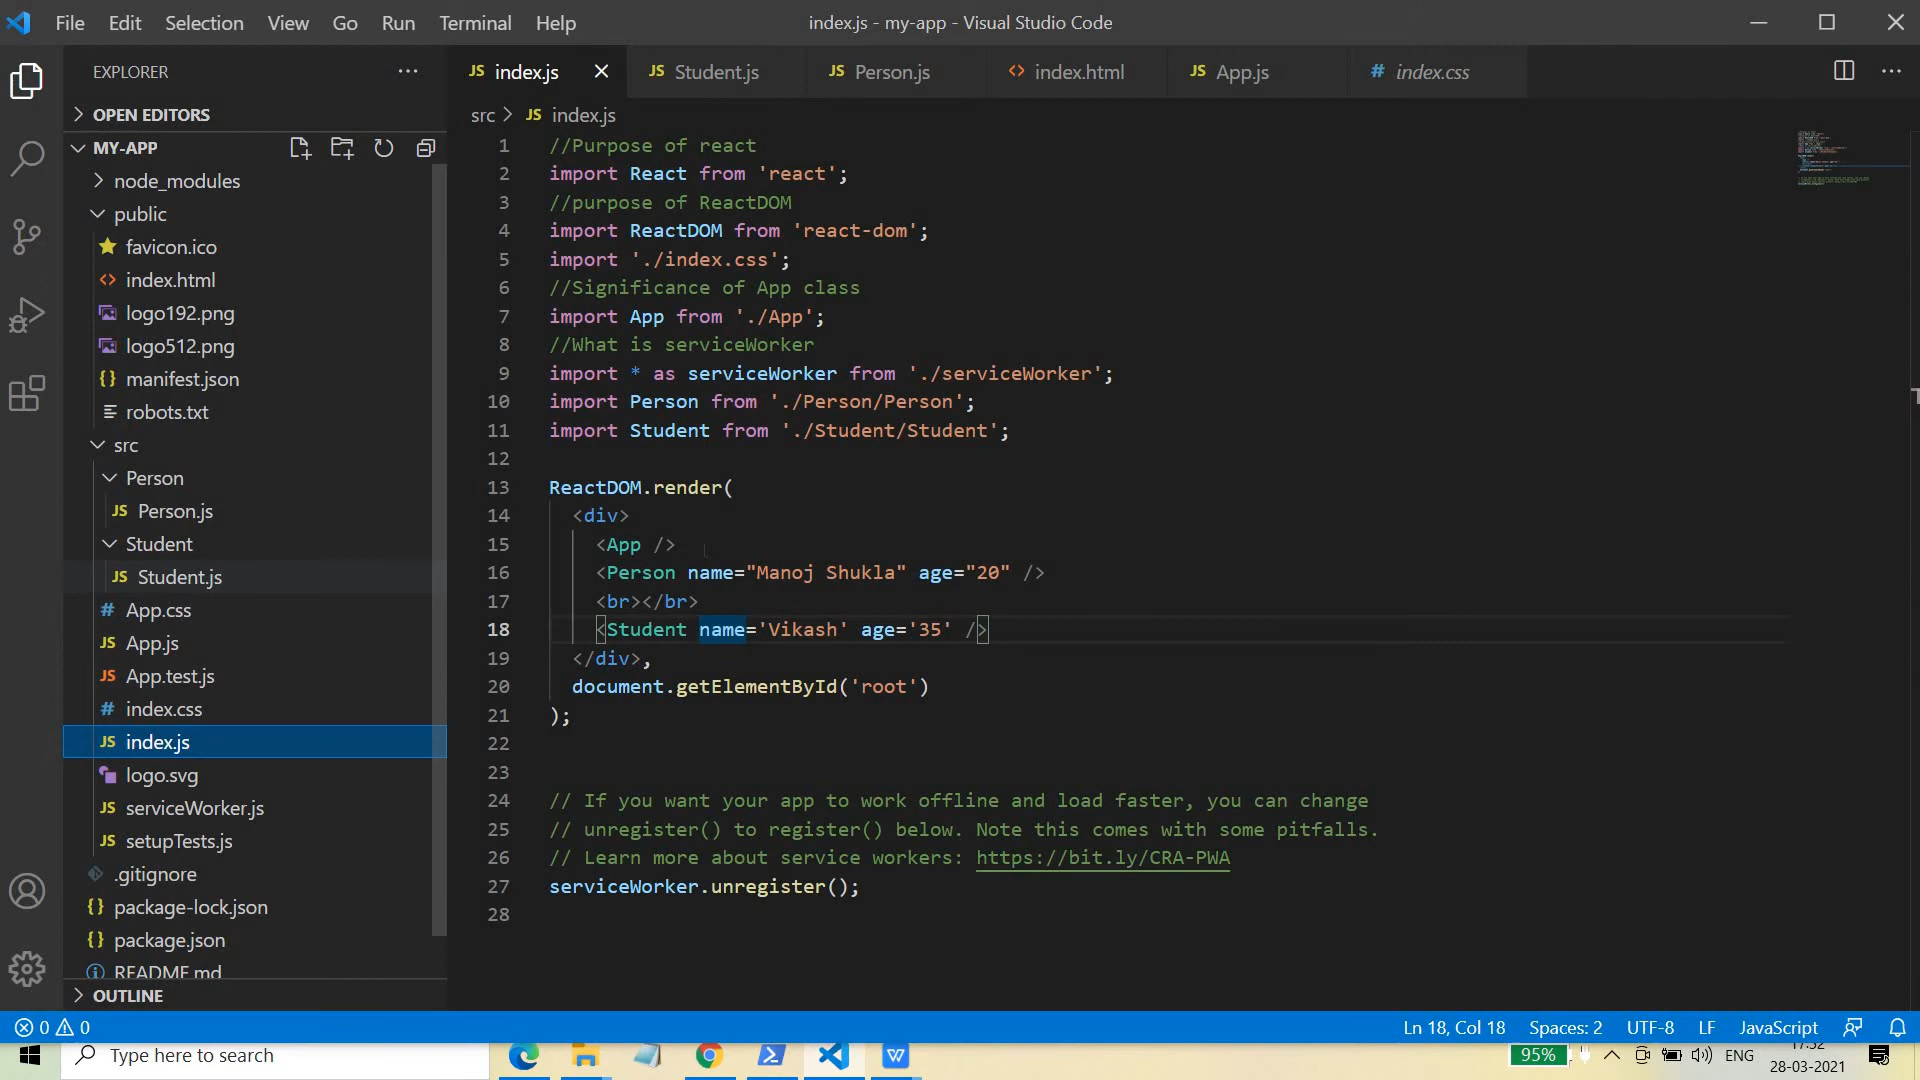 File Edit Selection View Go Run Terminal Help
index.js - my-app - Visual Studio Code
EXPLORER
OPEN EDITORS
MY-APP
node_modules
public
favicon.ico
index.html
logo192.png
logo512.png
manifest.json
robots.txt
src
Person
JS Person.js
Student
JS Student.js
# App.css
JS App.js
JS App.test.js
# index.css
JS index.js
logo.svg
JS serviceWorker.js
JS setupTests.js
.gitignore
{} package-lock.json
{} package.json
README.md
OUTLINE
JS index.js
JS Student.js
JS Person.js
<> index.html
JS App.js
# index.css
src > JS index.js
1 //Purpose of react
2 import React from 'react';
3 //purpose of ReactDOM
4 import ReactDOM from 'react-dom';
5 import './index.css';
6 //Significance of App class
7 import App from './App';
8 //What is serviceWorker
9 import * as serviceWorker from './serviceWorker';
10 import Person from './Person/Person';
11 import Student from './Student/Student';
12
13 ReactDOM.render(
14 <div>
15 <App />
16 <Person name="Manoj Shukla" age="20" />
17 <br></br>
18 <Student name='Vikash' age='35' />
19 </div>,
20 document.getElementById('root')
21 );
22
23
24 // If you want your app to work offline and load faster, you can change
25 // unregister() to register() below. Note this comes with some pitfalls.
26 // Learn more about service workers: https://bit.ly/CRA-PWA
27 serviceWorker.unregister();
28
0 0
Ln 18, Col 18 Spaces: 2 UTF-8 LF JavaScript
Type here to search
95%
ENG
17:52
28-03-2021